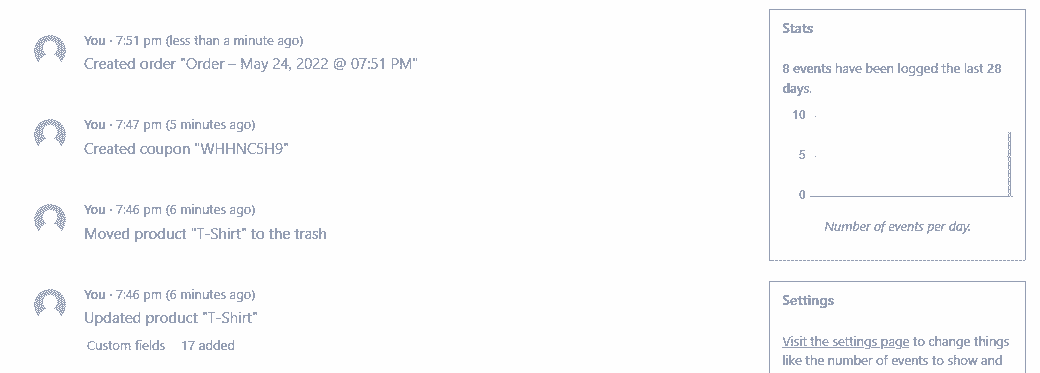 You · 7:51 pm (less than a minute ago)
Created order "Order – May 24, 2022 @ 07:51 PM"
You · 7:47 pm (5 minutes ago)
Created coupon "WHHNC5H9"
You · 7:46 pm (6 minutes ago)
Moved product "T-Shirt" to the trash
You · 7:46 pm (6 minutes ago)
Updated product "T-Shirt"
Custom fields 17 added
Stats
8 events have been logged the last 28
days.
10
5
0
Number of events per day.
Settings
Visit the settings page to change things
like the number of events to show and